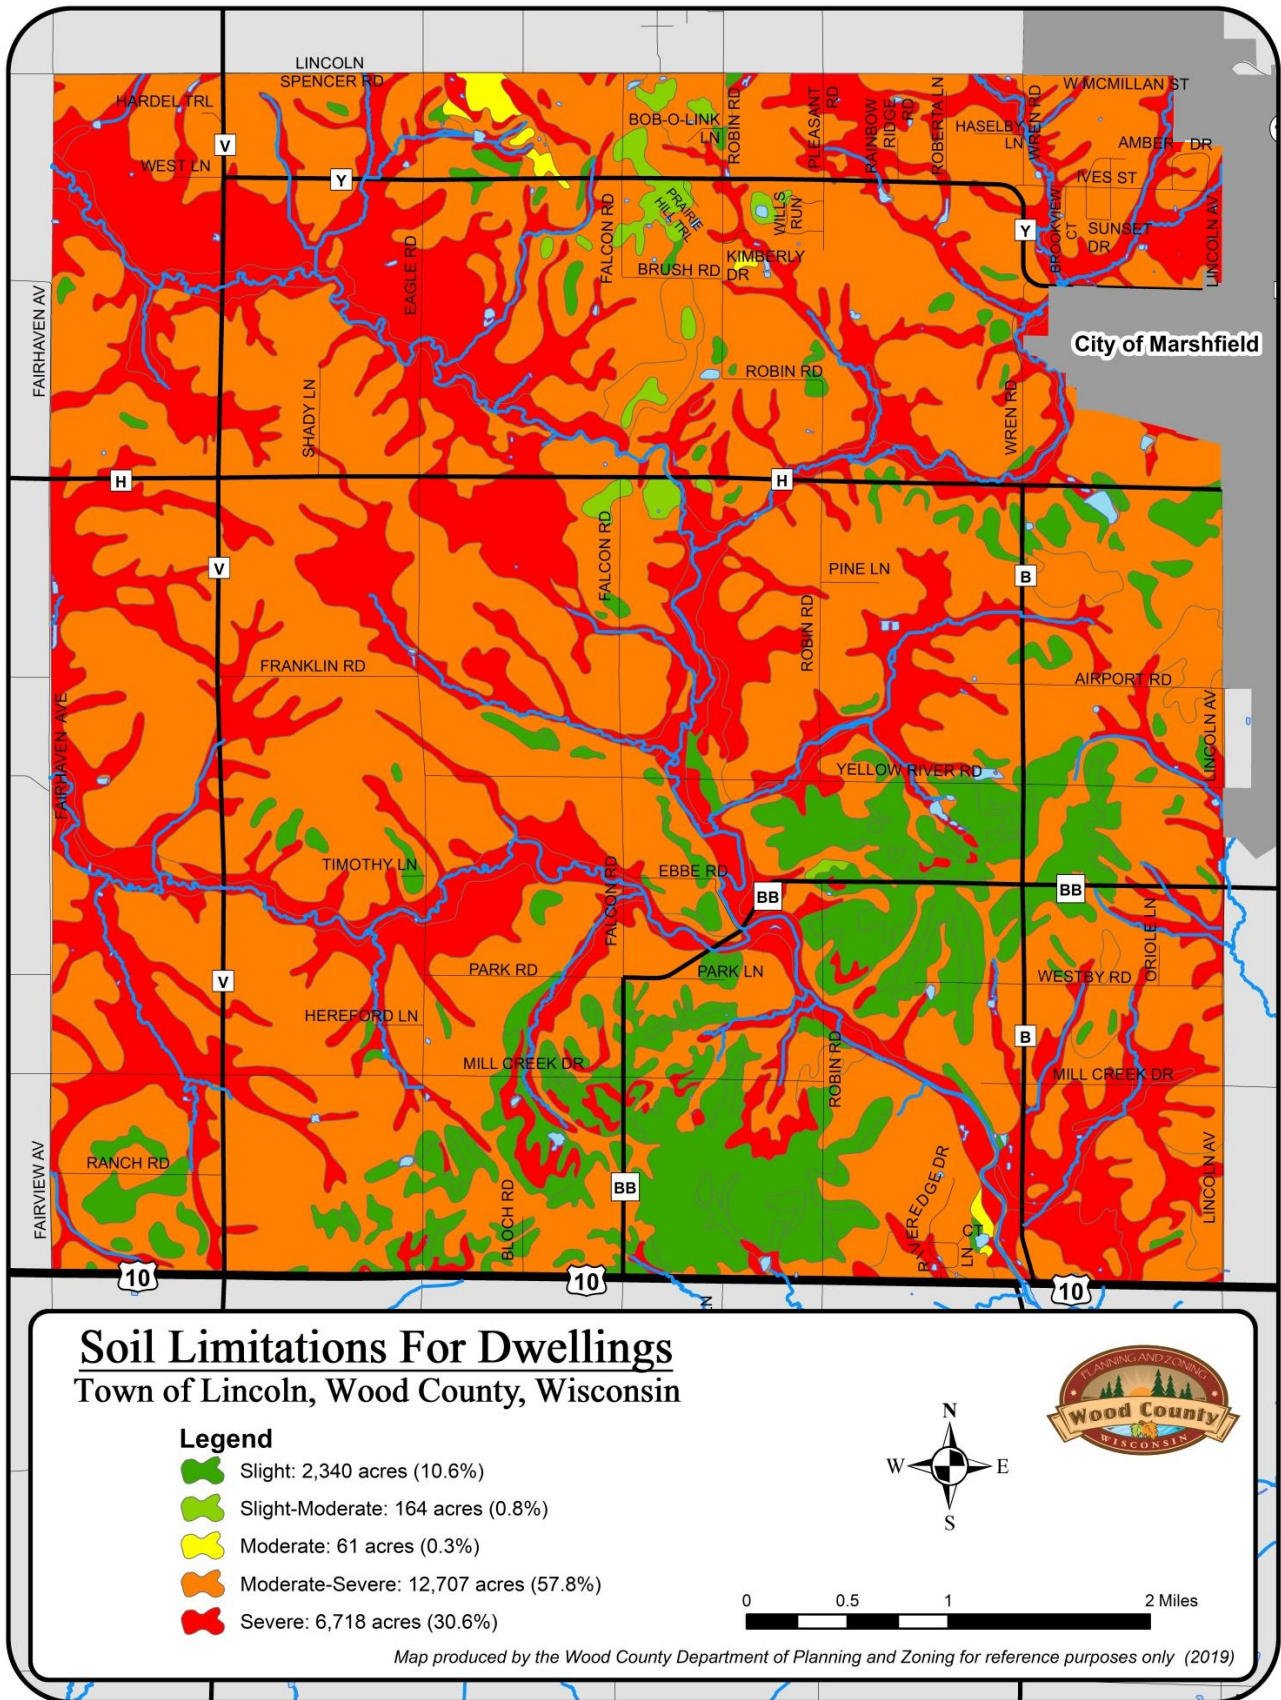 LINCOLN
SPENCER RD
HARDEL TRL
W MCMILLAN ST
BOB-O-LINK
LN
ROBIN RD
PLEASANT
RD
RAINBOW
RIDGE
RD
ROBERTA LN
HASELBY
LN
WREN RD
AMBER DR
V
WEST LN
Y
IVES ST
PRAIRIE
HILL TRL
WILLS
RUN
FALCON RD
Y
BROOKVIEW
CT
SUNSET
DR
LINCOLN AV
EAGLE RD
BRUSH RD
KIMBERLY
DR
FAIRHAVEN AV
City of Marshfield
ROBIN RD
SHADY LN
WREN RD
H
H
FALCON RD
V
PINE LN
B
ROBIN RD
FRANKLIN RD
AIRPORT RD
FAIRHAVEN AVE
LINCOLN AV
YELLOW RIVER RD
TIMOTHY LN
FALCON RD
EBBE RD
BB
BB
ORIOLE LN
PARK RD
PARK LN
WESTBY RD
V
HEREFORD LN
B
MILL CREEK DR
ROBIN RD
MILL CREEK DR
FAIRVIEW AV
RANCH RD
BLOCH RD
BB
RIVEREDGE DR
CT
LN
LINCOLN AV
10
10
10
LN
Soil Limitations For Dwellings
Town of Lincoln, Wood County, Wisconsin
Legend
Slight: 2,340 acres (10.6%)
Slight-Moderate: 164 acres (0.8%)
Moderate: 61 acres (0.3%)
Moderate-Severe: 12,707 acres (57.8%)
Severe: 6,718 acres (30.6%)
N
W E
S
PLANNING AND ZONING
Wood County
WISCONSIN
0 0.5 1 2 Miles
Map produced by the Wood County Department of Planning and Zoning for reference purposes only (2019)